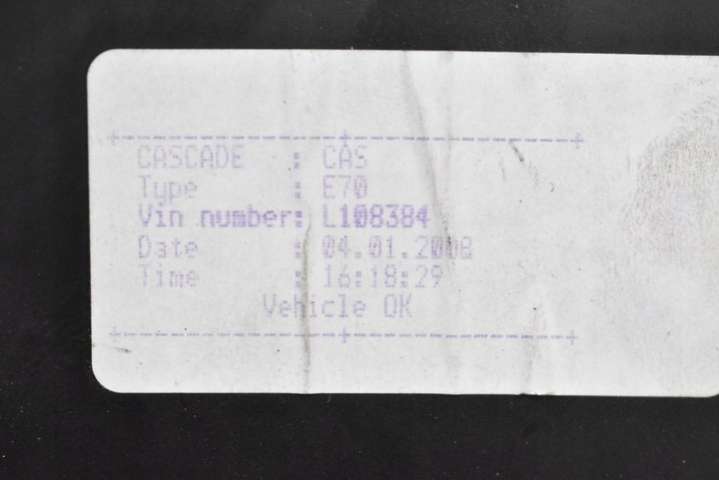 +--------------+--------------+
CASCADE : CAS
Type : E70
Vin number: L108384
Date : 04.01.2008
Time : 16:18:29
Vehicle OK
+--------------+--------------+